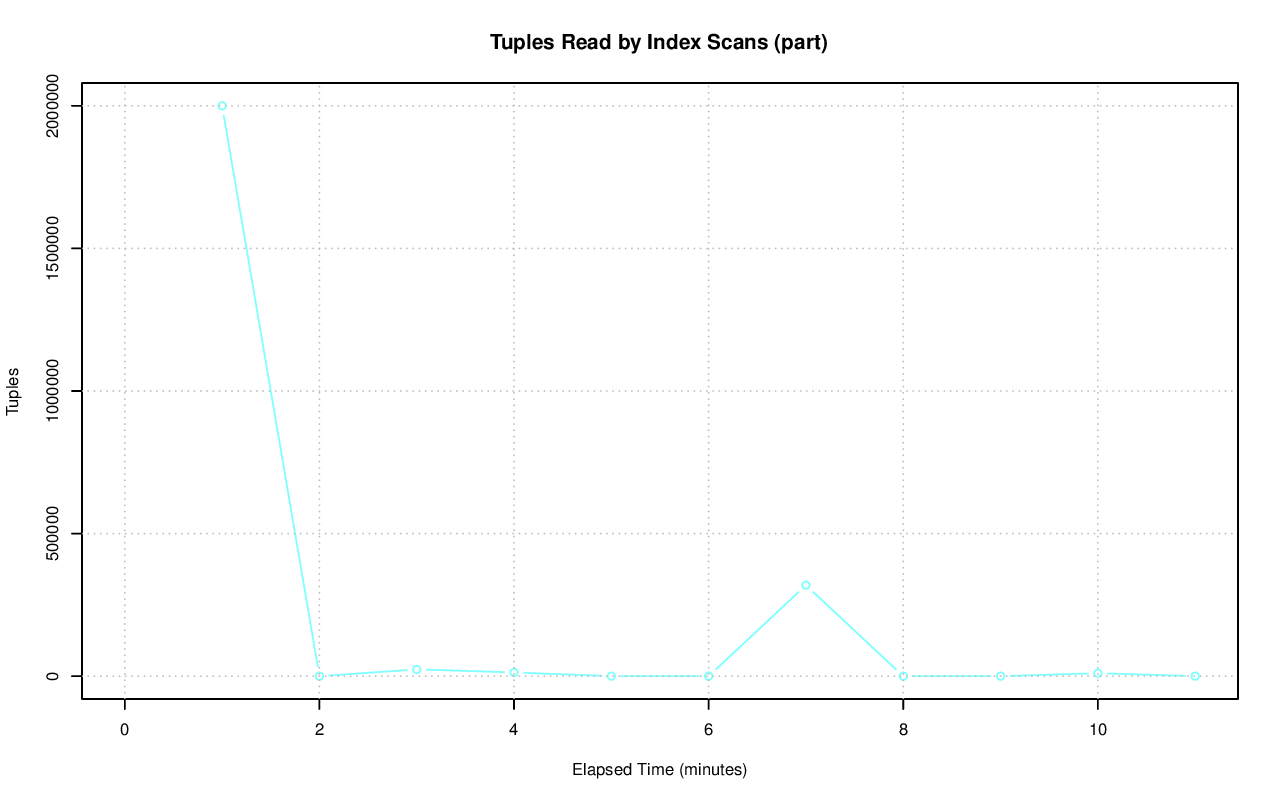 Tuples Read by Index Scans (part)
2000000
1500000
1000000
500000
0
Tuples
0 2 4 6 8 10
Elapsed Time (minutes)